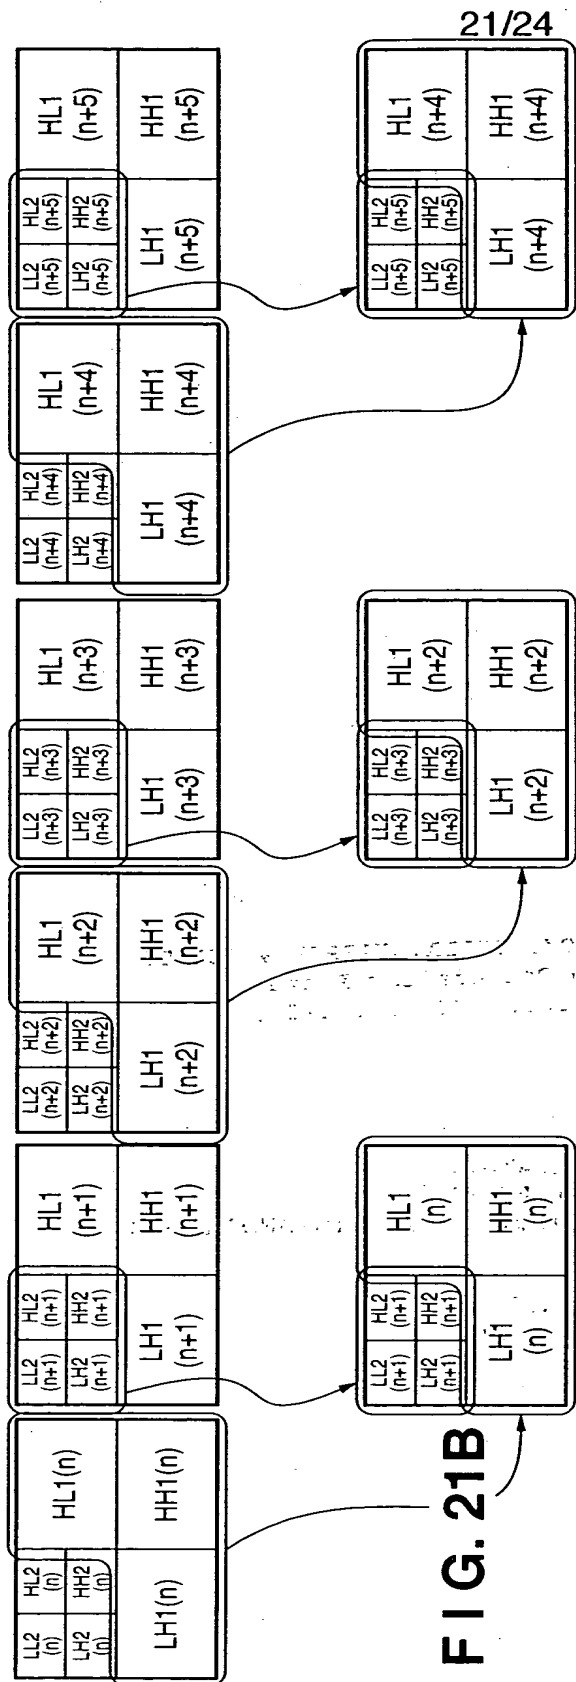 21/24
LL2 HL2
(n) (n)
HL1(n)
LH2 HH2
(n) (n)
LH1(n) HH1(n)
LL2 HL2
(n+1) (n+1)
HL1
(n+1)
LH2 HH2
(n+1) (n+1)
LH1 HH1
(n+1) (n+1)
LL2 HL2
(n+2) (n+2)
HL1
(n+2)
LH2 HH2
(n+2) (n+2)
LH1 HH1
(n+2) (n+2)
LL2 HL2
(n+3) (n+3)
HL1
(n+3)
LH2 HH2
(n+3) (n+3)
LH1 HH1
(n+3) (n+3)
LL2 HL2
(n+4) (n+4)
HL1
(n+4)
LH2 HH2
(n+4) (n+4)
LH1 HH1
(n+4) (n+4)
LL2 HL2
(n+5) (n+5)
HL1
(n+5)
LH2 HH2
(n+5) (n+5)
LH1 HH1
(n+5) (n+5)
LL2 HL2
(n+1) (n+1)
HL1
(n)
LH2 HH2
(n+1) (n+1)
LH1 HH1
(n) (n)
LL2 HL2
(n+3) (n+3)
HL1
(n+2)
LH2 HH2
(n+3) (n+3)
LH1 HH1
(n+2) (n+2)
LL2 HL2
(n+5) (n+5)
HL1
(n+4)
LH2 HH2
(n+5) (n+5)
LH1 HH1
(n+4) (n+4)
FIG. 21B